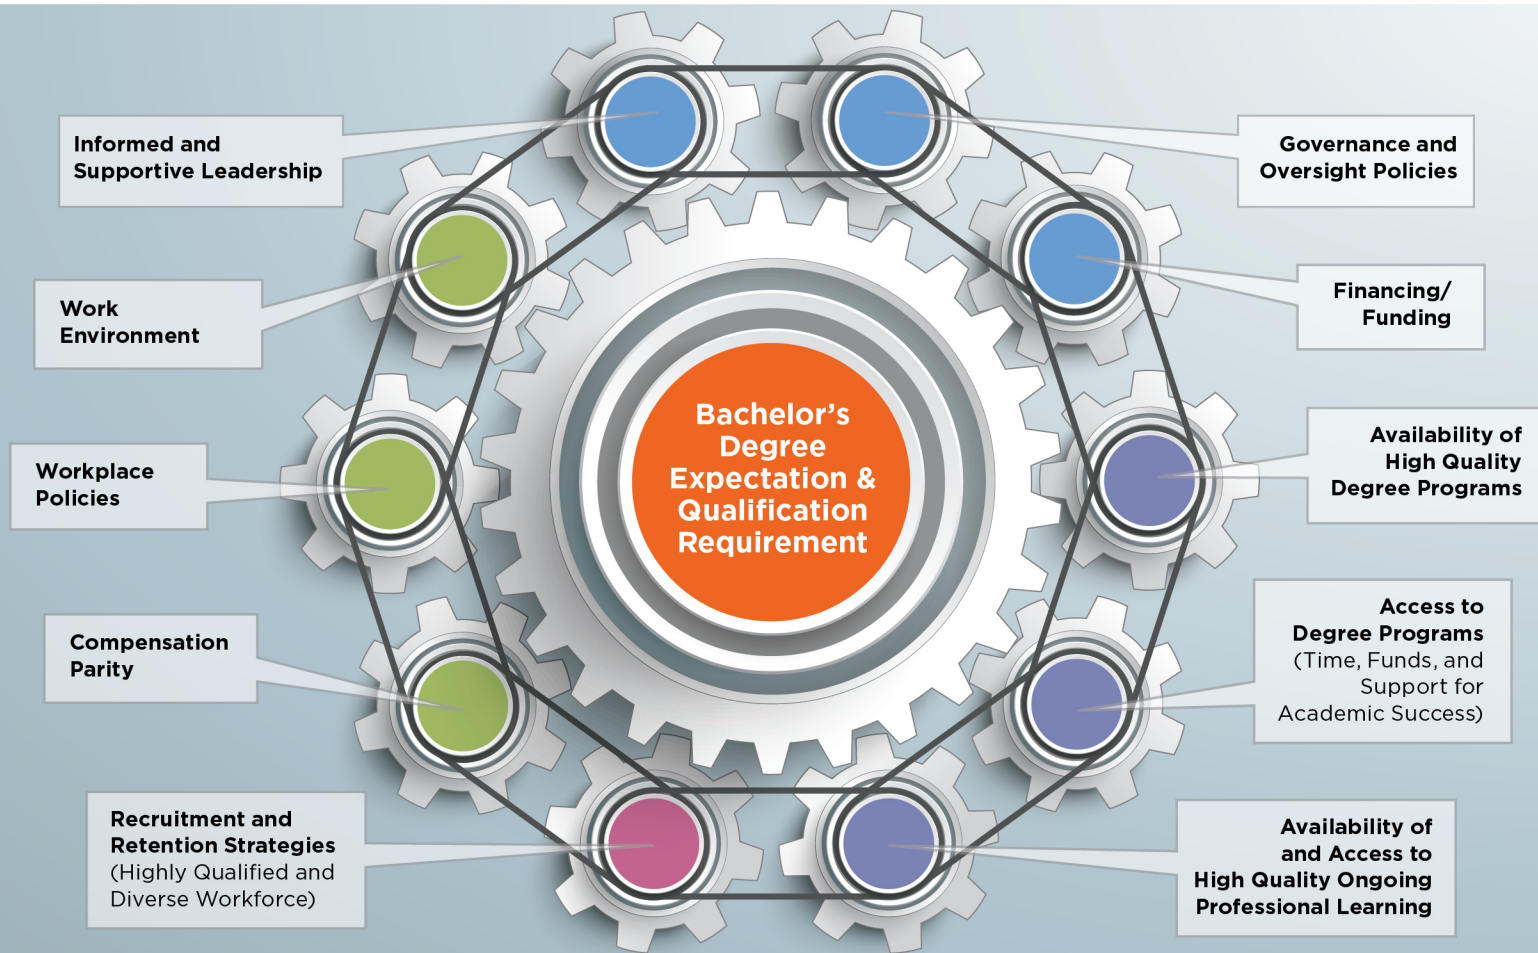 Informed and
Supportive Leadership
Governance and
Oversight Policies
Work
Environment
Financing/
Funding
Bachelor's
Degree
Expectation &
Qualification
Requirement
Workplace
Policies
Availability of
High Quality
Degree Programs
Compensation
Parity
Access to
Degree Programs
(Time, Funds, and
Support for
Academic Success)
Recruitment and
Retention Strategies
(Highly Qualified and
Diverse Workforce)
Availability of
and Access to
High Quality Ongoing
Professional Learning